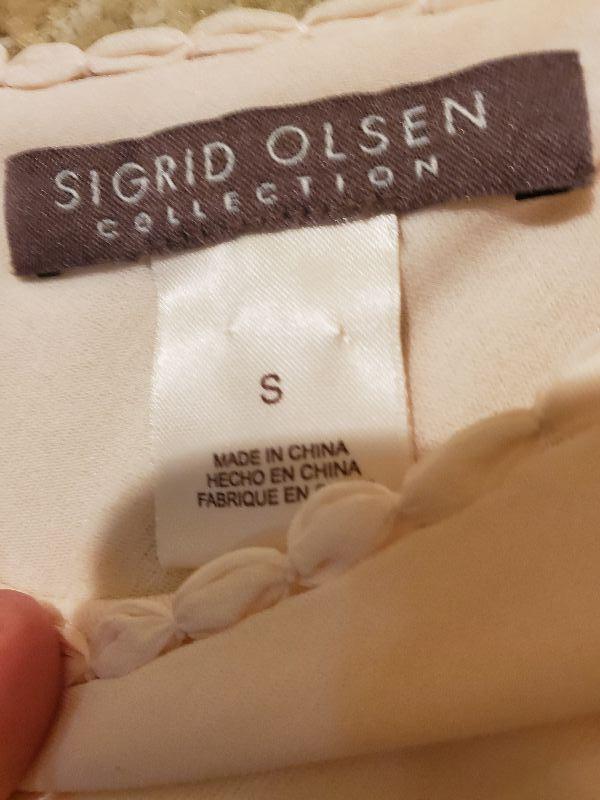 SIGRID OLSEN
COLLECTION
S
MADE IN CHINA
HECHO EN CHINA
FABRIQUE EN